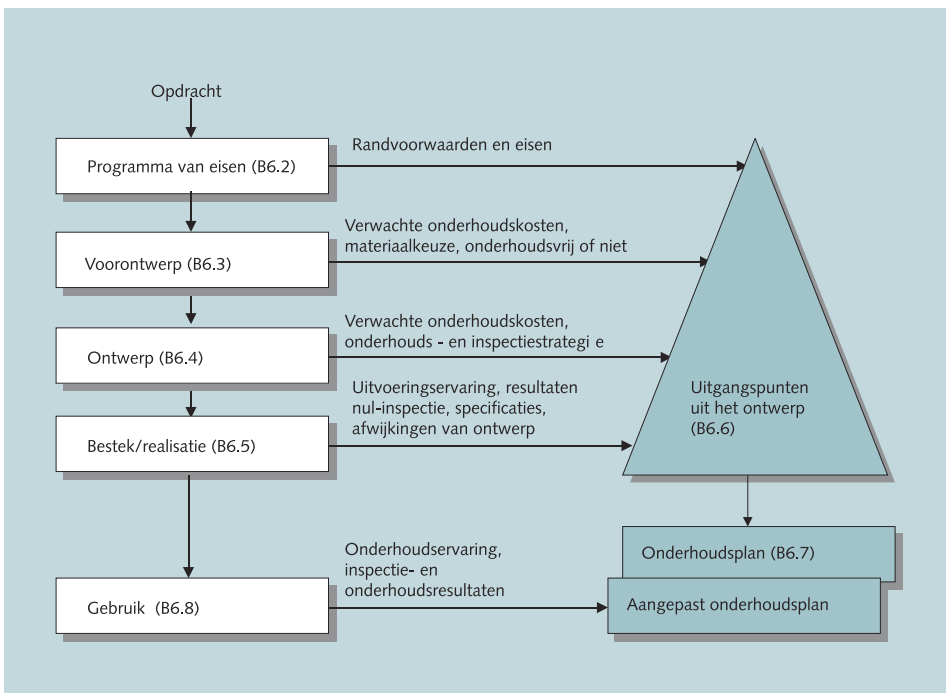 Opdracht
Programma van eisen (B6.2)
Randvoorwaarden en eisen
Voorontwerp (B6.3)
Verwachte onderhoudskosten,
materiaalkeuze, onderhoudsvrij of niet
Ontwerp (B6.4)
Verwachte onderhoudskosten,
onderhouds - en inspectiestrategi e
Bestek/realisatie (B6.5)
Uitvoeringservaring, resultaten
nul-inspectie, specificaties,
afwijkingen van ontwerp
Uitgangspunten
uit het ontwerp
(B6.6)
Onderhoudsplan (B6.7)
Gebruik (B6.8)
Onderhoudservaring,
inspectie- en
onderhoudsresultaten
Aangepast onderhoudsplan